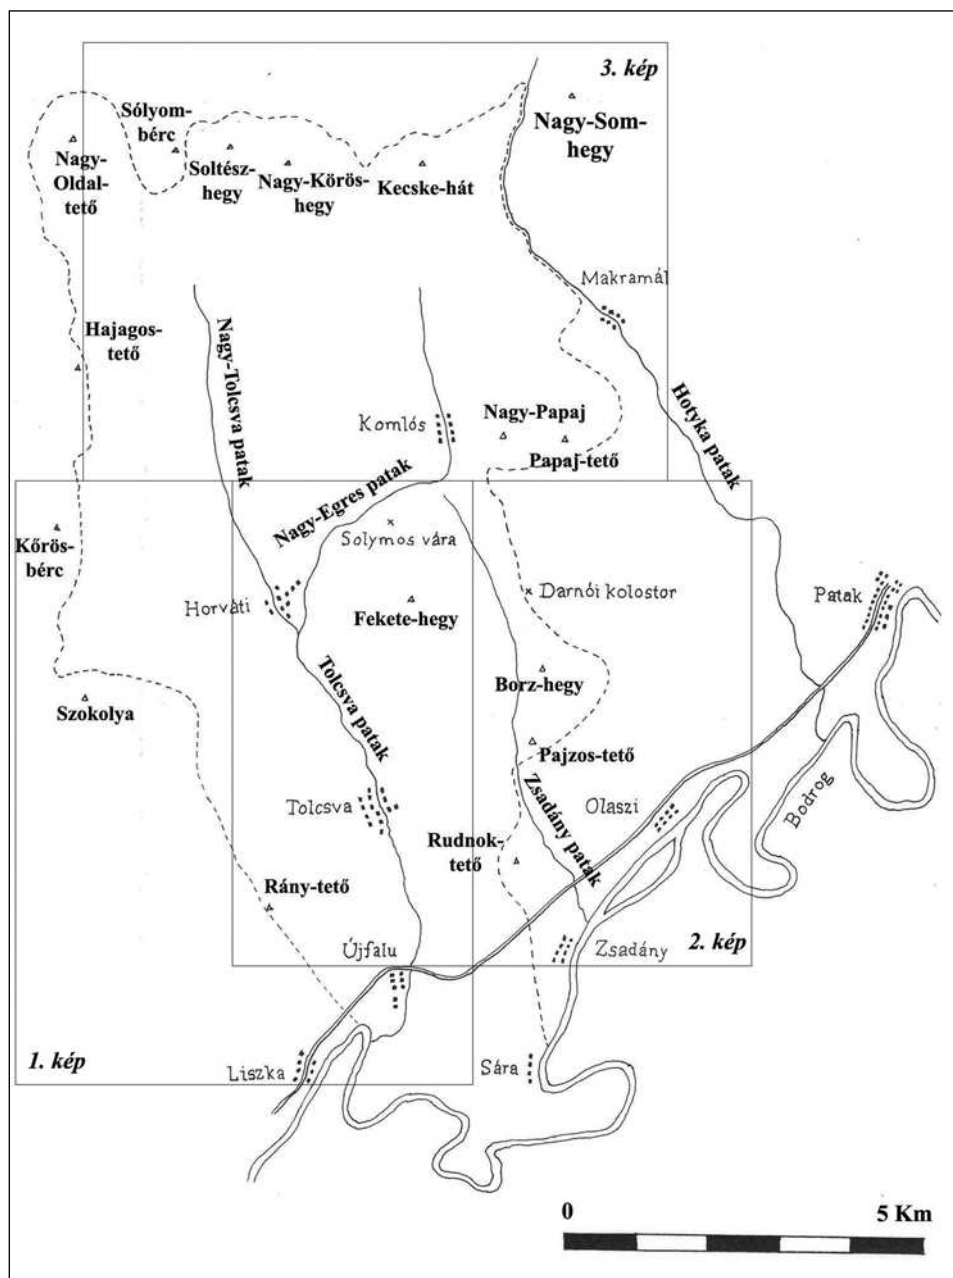 3. kép
Sólyom-
bérc
Nagy-Som-
hegy
Nagy-
Oldal-
tető
Soltész-
hegy
Nagy-Kőrös-
hegy
Kecske-hát
Makramál
Hajagos-
tető
Nagy-Tolcsva patak
Hotyka patak
Komlós
Nagy-Papaj
Papaj-tető
Nagy-Egres patak
Solymos vára
Kőrös-
bérc
Horváti
Fekete-hegy
Darnói kolostor
Patak
Tolcsva patak
Borz-hegy
Szokolya
Pajzos-tető
Zsadány patak
Tolcsva
Olaszi
Bodrog
Rudnok-
tető
Rány-tető
Újfalu
Zsadány
2. kép
1. kép
Liszka
Sára
0 5 Km